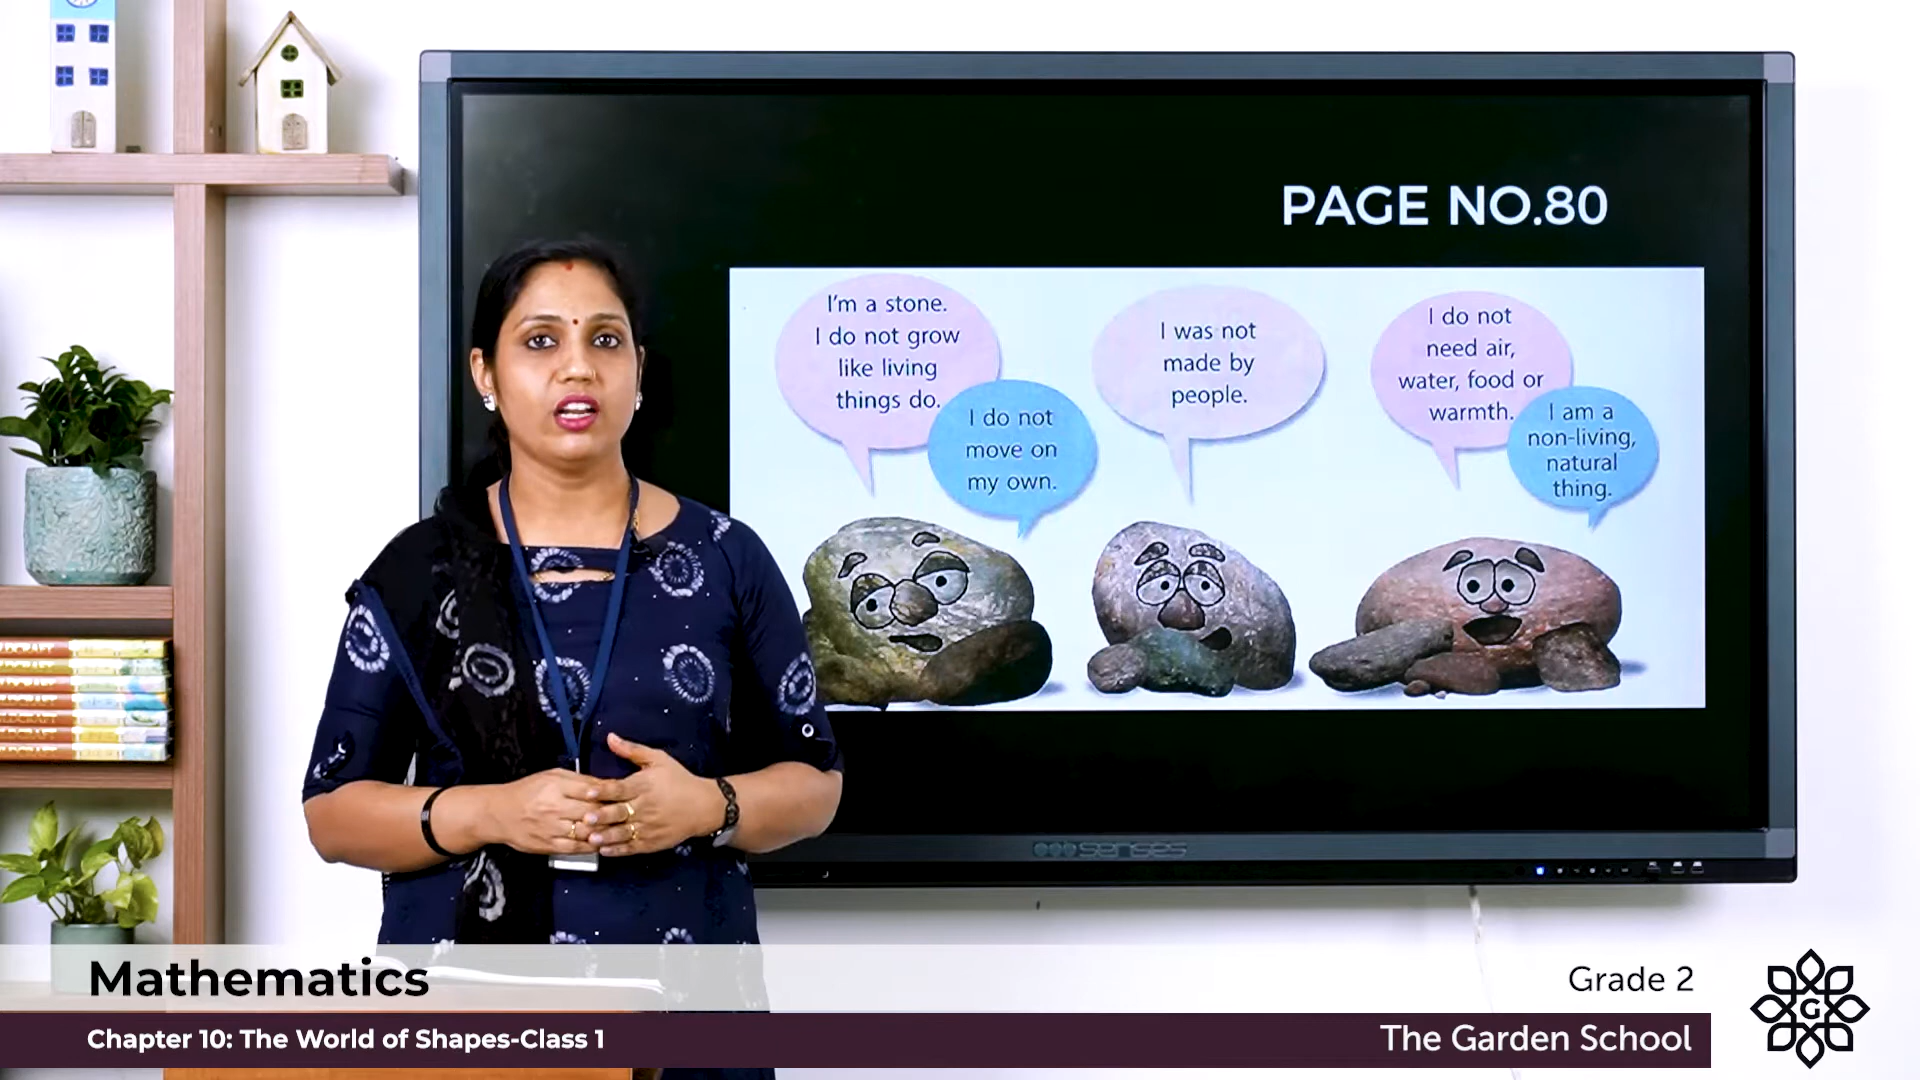 PAGE NO.80
I'm a stone.
I do not grow
like living
things do.
I do not
move on
my own.
I was not
made by
people.
I do not
need air,
water, food or
warmth.
I am a
non-living,
natural
thing.
senses
Mathematics
Grade 2
Chapter 10: The World of Shapes-Class 1
The Garden School
G